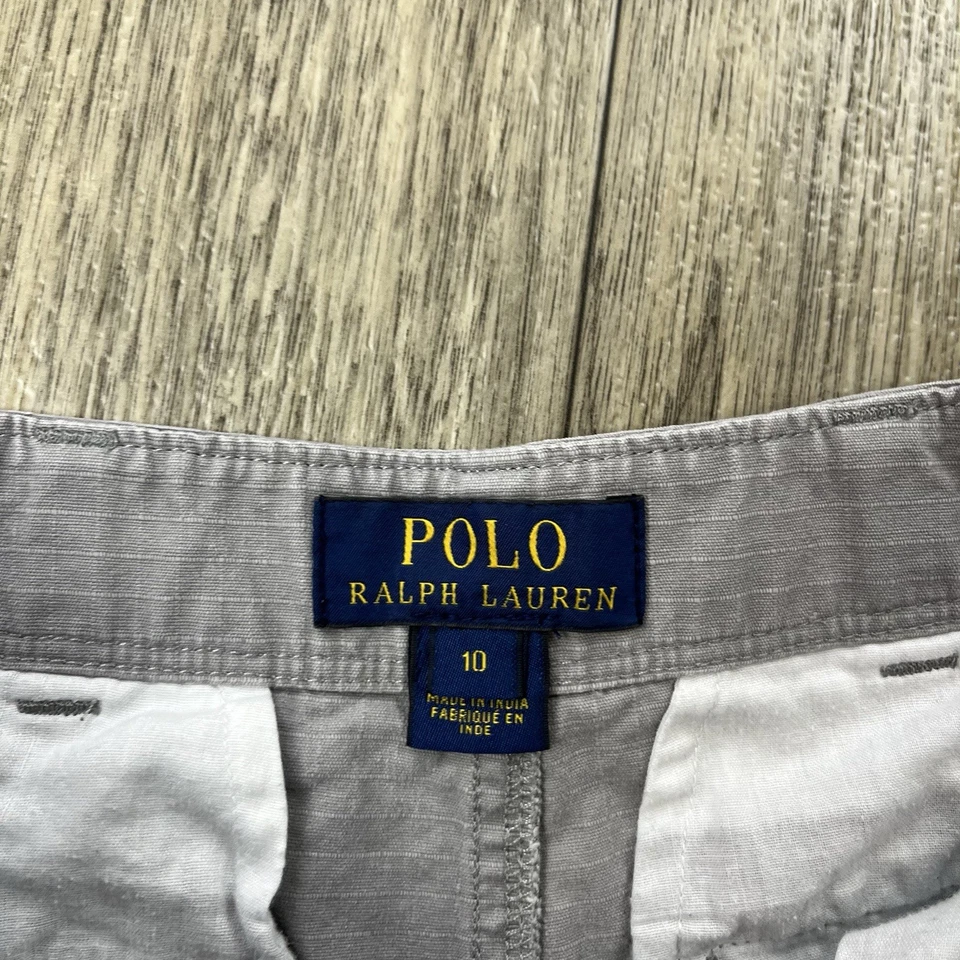 POLO
RALPH LAUREN
10
MADE IN INDIA
FABRIQUÉ EN
INDE